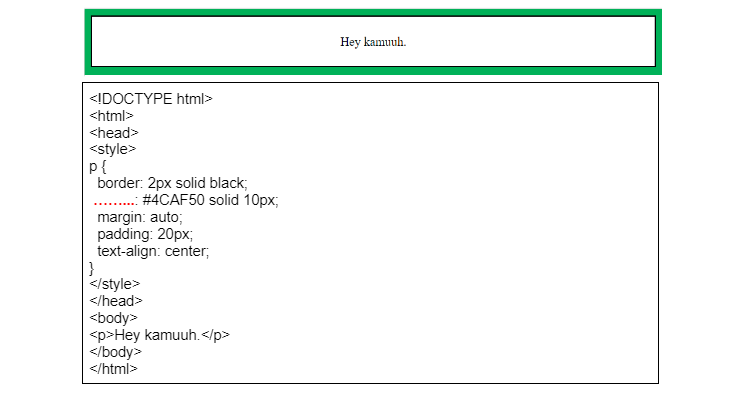 Hey kamuuh.
<!DOCTYPE html>
<html>
<head>
<style>
p {
  border: 2px solid black;
 .........: #4CAF50 solid 10px;
  margin: auto;
  padding: 20px;
  text-align: center;
}
</style>
</head>
<body>
<p>Hey kamuuh.</p>
</body>
</html>